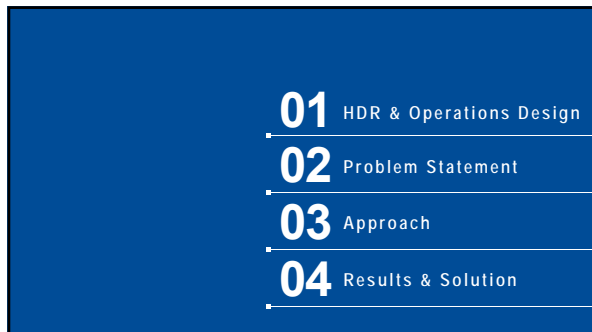 01 HDR & Operations Design
02 Problem Statement
03 Approach
04 Results & Solution